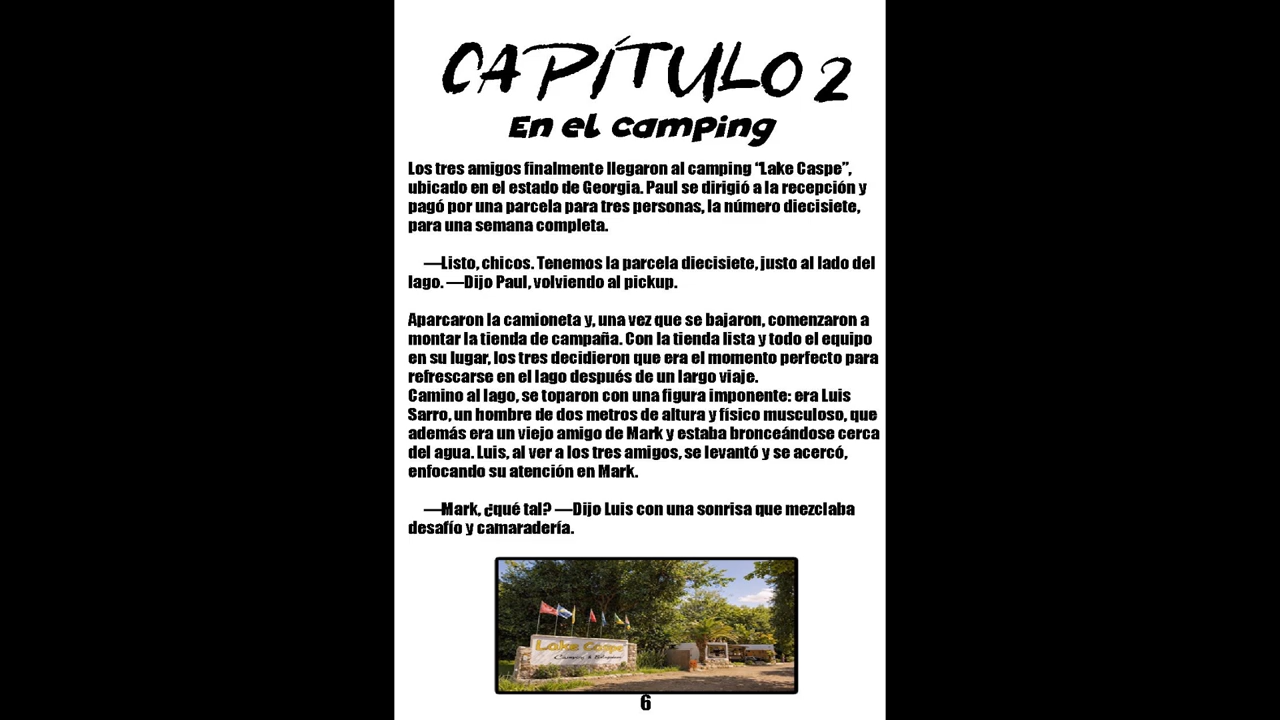 CAPÍTULO 2
En el camping
Los tres amigos finalmente llegaron al camping “Lake Caspe”,
ubicado en el estado de Georgia. Paul se dirigió a la recepción y
pagó por una parcela para tres personas, la número diecisiete,
para una semana completa.
—Listo, chicos. Tenemos la parcela diecisiete, justo al lado del
lago. —Dijo Paul, volviendo al pickup.
Aparcaron la camioneta y, una vez que se bajaron, comenzaron a
montar la tienda de campaña. Con la tienda lista y todo el equipo
en su lugar, los tres decidieron que era el momento perfecto para
refrescarse en el lago después de un largo viaje.
Camino al lago, se toparon con una figura imponente: era Luis
Sarro, un hombre de dos metros de altura y físico musculoso, que
además era un viejo amigo de Mark y estaba bronceándose cerca
del agua. Luis, al ver a los tres amigos, se levantó y se acercó,
enfocando su atención en Mark.
—Mark, ¿qué tal? —Dijo Luis con una sonrisa que mezclaba
desafío y camaradería.
Lake Caspe
6